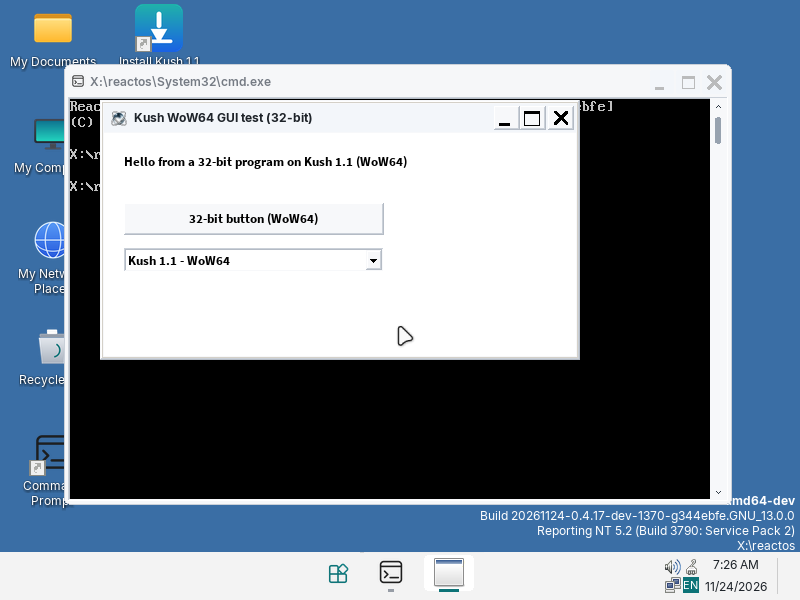 My Documents
Install Kush 1.1
X:\reactos\System32\cmd.exe
Reac
ebfe]
(C)
X:\r
X:\r
Kush WoW64 GUI test (32-bit)
Hello from a 32-bit program on Kush 1.1 (WoW64)
32-bit button (WoW64)
Kush 1.1 - WoW64
My Comp
My Netw
Place
Recycle
Comma
Promp
md64-dev
Build 20261124-0.4.17-dev-1370-g344ebfe.GNU_13.0.0
Reporting NT 5.2 (Build 3790: Service Pack 2)
X:\reactos
7:26 AM
EN
11/24/2026